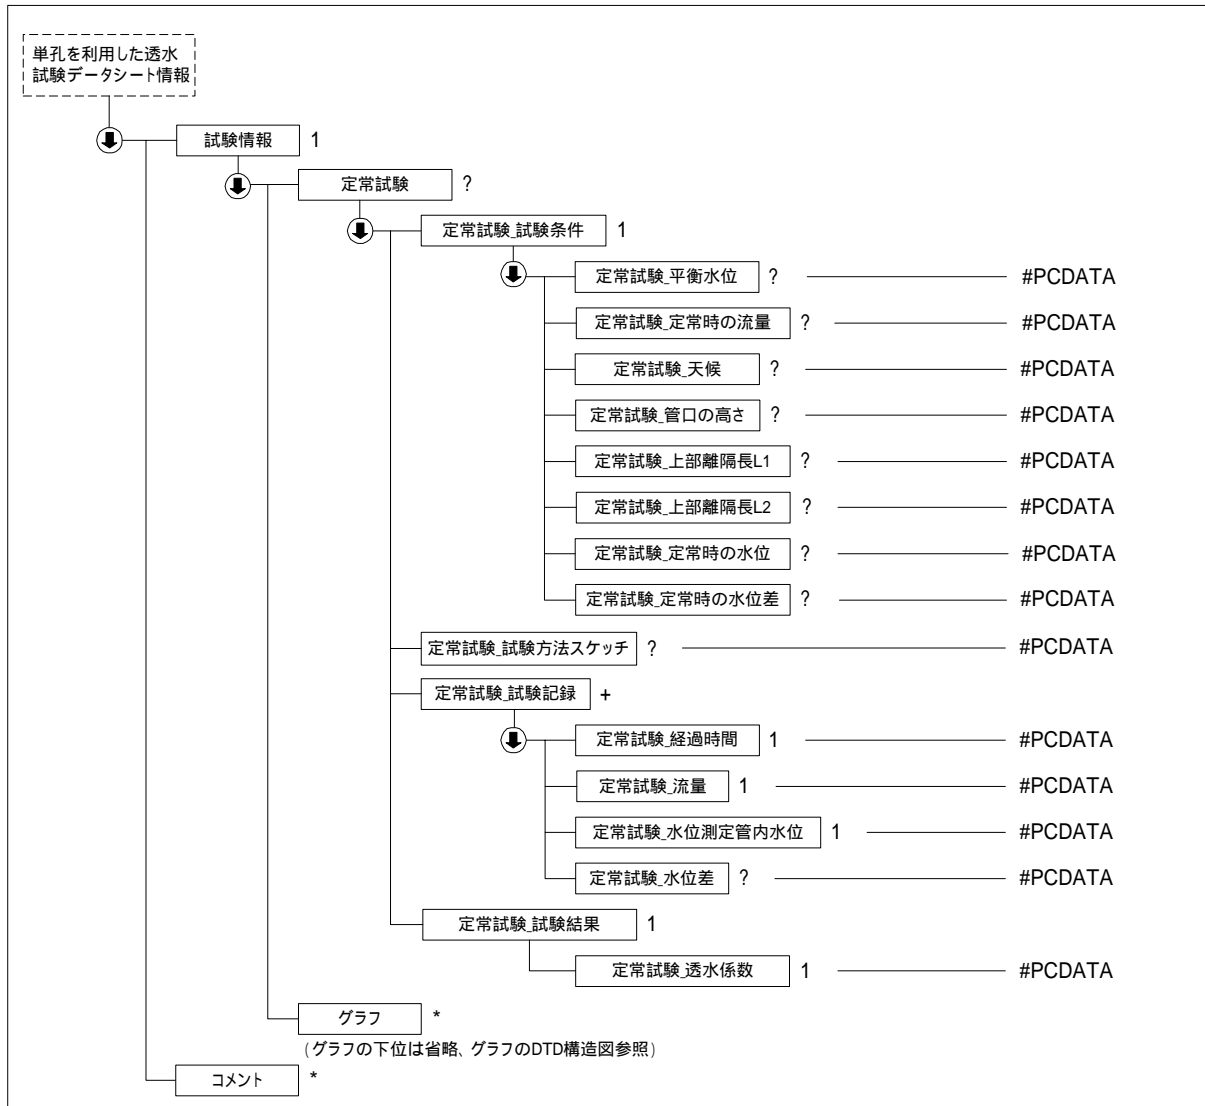 単孔を利用した透水
試験データシート情報
試験情報 1
定常試験 ?
定常試験_試験条件 1
定常試験_平衡水位 ? #PCDATA
定常試験_定常時の流量 ? #PCDATA
定常試験_天候 ? #PCDATA
定常試験_管口の高さ ? #PCDATA
定常試験_上部離隔長L1 ? #PCDATA
定常試験_上部離隔長L2 ? #PCDATA
定常試験_定常時の水位 ? #PCDATA
定常試験_定常時の水位差 ? #PCDATA
定常試験_試験方法スケッチ ? #PCDATA
定常試験_試験記録 +
定常試験_経過時間 1 #PCDATA
定常試験_流量 1 #PCDATA
定常試験_水位測定管内水位 1 #PCDATA
定常試験_水位差 ? #PCDATA
定常試験_試験結果 1
定常試験_透水係数 1 #PCDATA
グラフ *
(グラフの下位は省略、グラフのDTD構造図参照)
コメント *